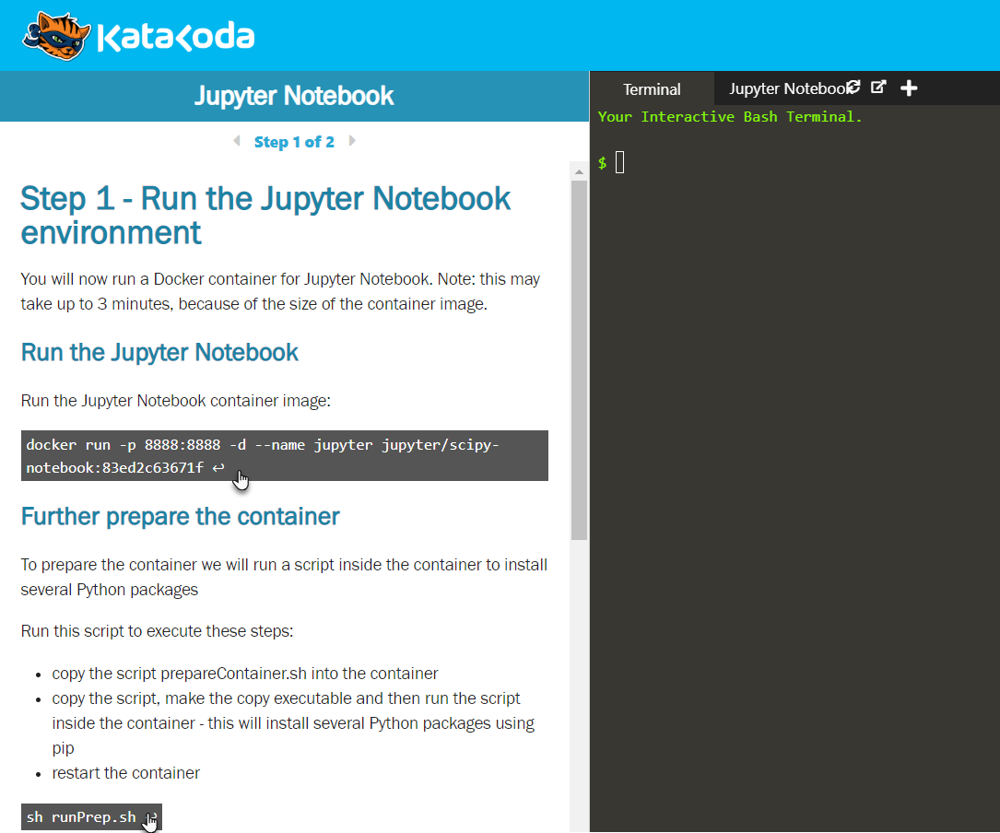 Katakoda
Jupyter Notebook
Step 1 of 2
Step 1 - Run the Jupyter Notebook
environment
You will now run a Docker container for Jupyter Notebook. Note: this may
take up to 3 minutes, because of the size of the container image.
Run the Jupyter Notebook
Run the Jupyter Notebook container image:
docker run -p 8888:8888 -d --name jupyter jupyter/scipy-
notebook:83ed2c63671f ↩
Further prepare the container
To prepare the container we will run a script inside the container to install
several Python packages
Run this script to execute these steps:
• copy the script prepareContainer.sh into the container
• copy the script, make the copy executable and then run the script
inside the container - this will install several Python packages using
pip
• restart the container
sh runPrep.sh ↩
Terminal
Jupyter Notebook
Your Interactive Bash Terminal.
$